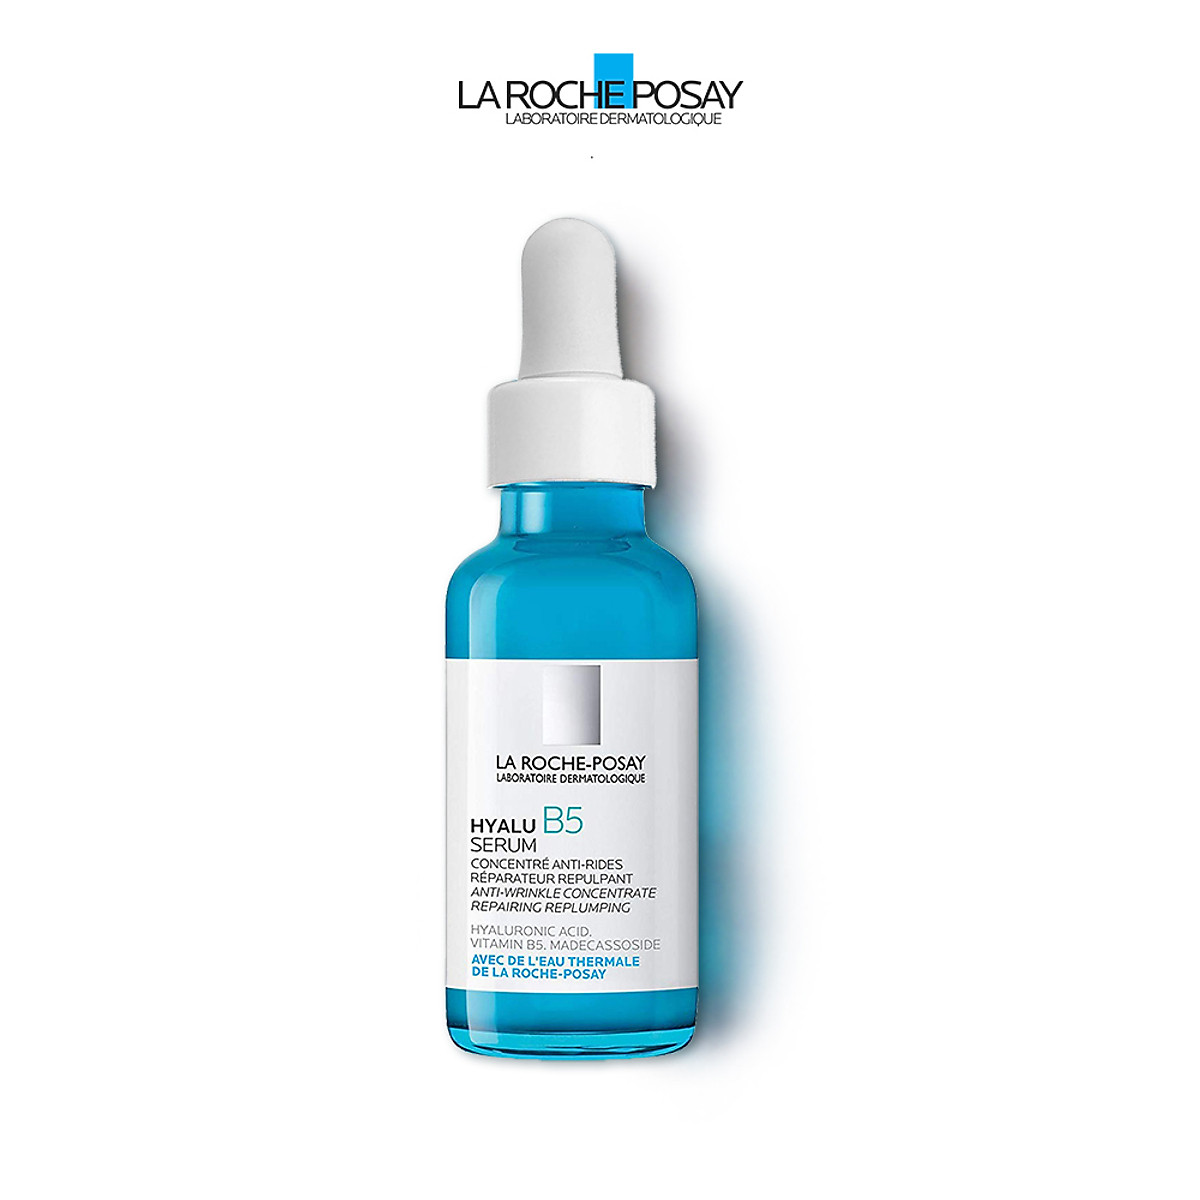 LA ROCHE POSAY
LABORATOIRE DERMATOLOGIQUE
LA ROCHE-POSAY
LABORATOIRE DERMATOLOGIQUE
HYALU B5
SERUM
CONCENTRÉ ANTI-RIDES
RÉPARATEUR REPULPANT
ANTI-WRINKLE CONCENTRATE
REPAIRING REPLUMPING
HYALURONIC ACID.
VITAMIN B5. MADECASSOSIDE
AVEC DE L'EAU THERMALE
DE LA ROCHE-POSAY